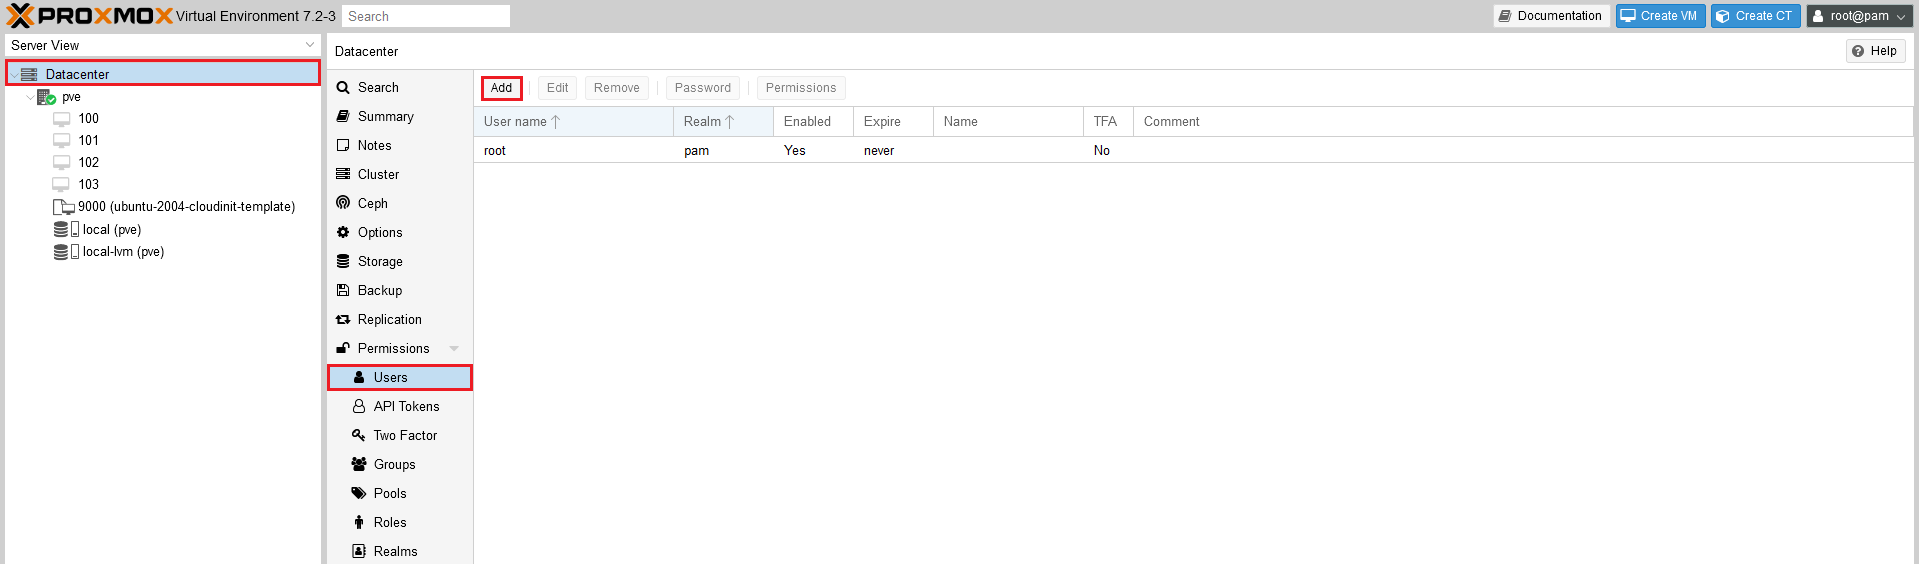 PROXMOX Virtual Environment 7.2-3 Search Documentation Create VM Create CT root@pam
Server View
Datacenter
pve
100
101
102
103
9000 (ubuntu-2004-cloudinit-template)
local (pve)
local-lvm (pve)
Datacenter Help
Search
Summary
Notes
Cluster
Ceph
Options
Storage
Backup
Replication
Permissions
Users
API Tokens
Two Factor
Groups
Pools
Roles
Realms
Add Edit Remove Password Permissions
User name Realm Enabled Expire Name TFA Comment
root pam Yes never No